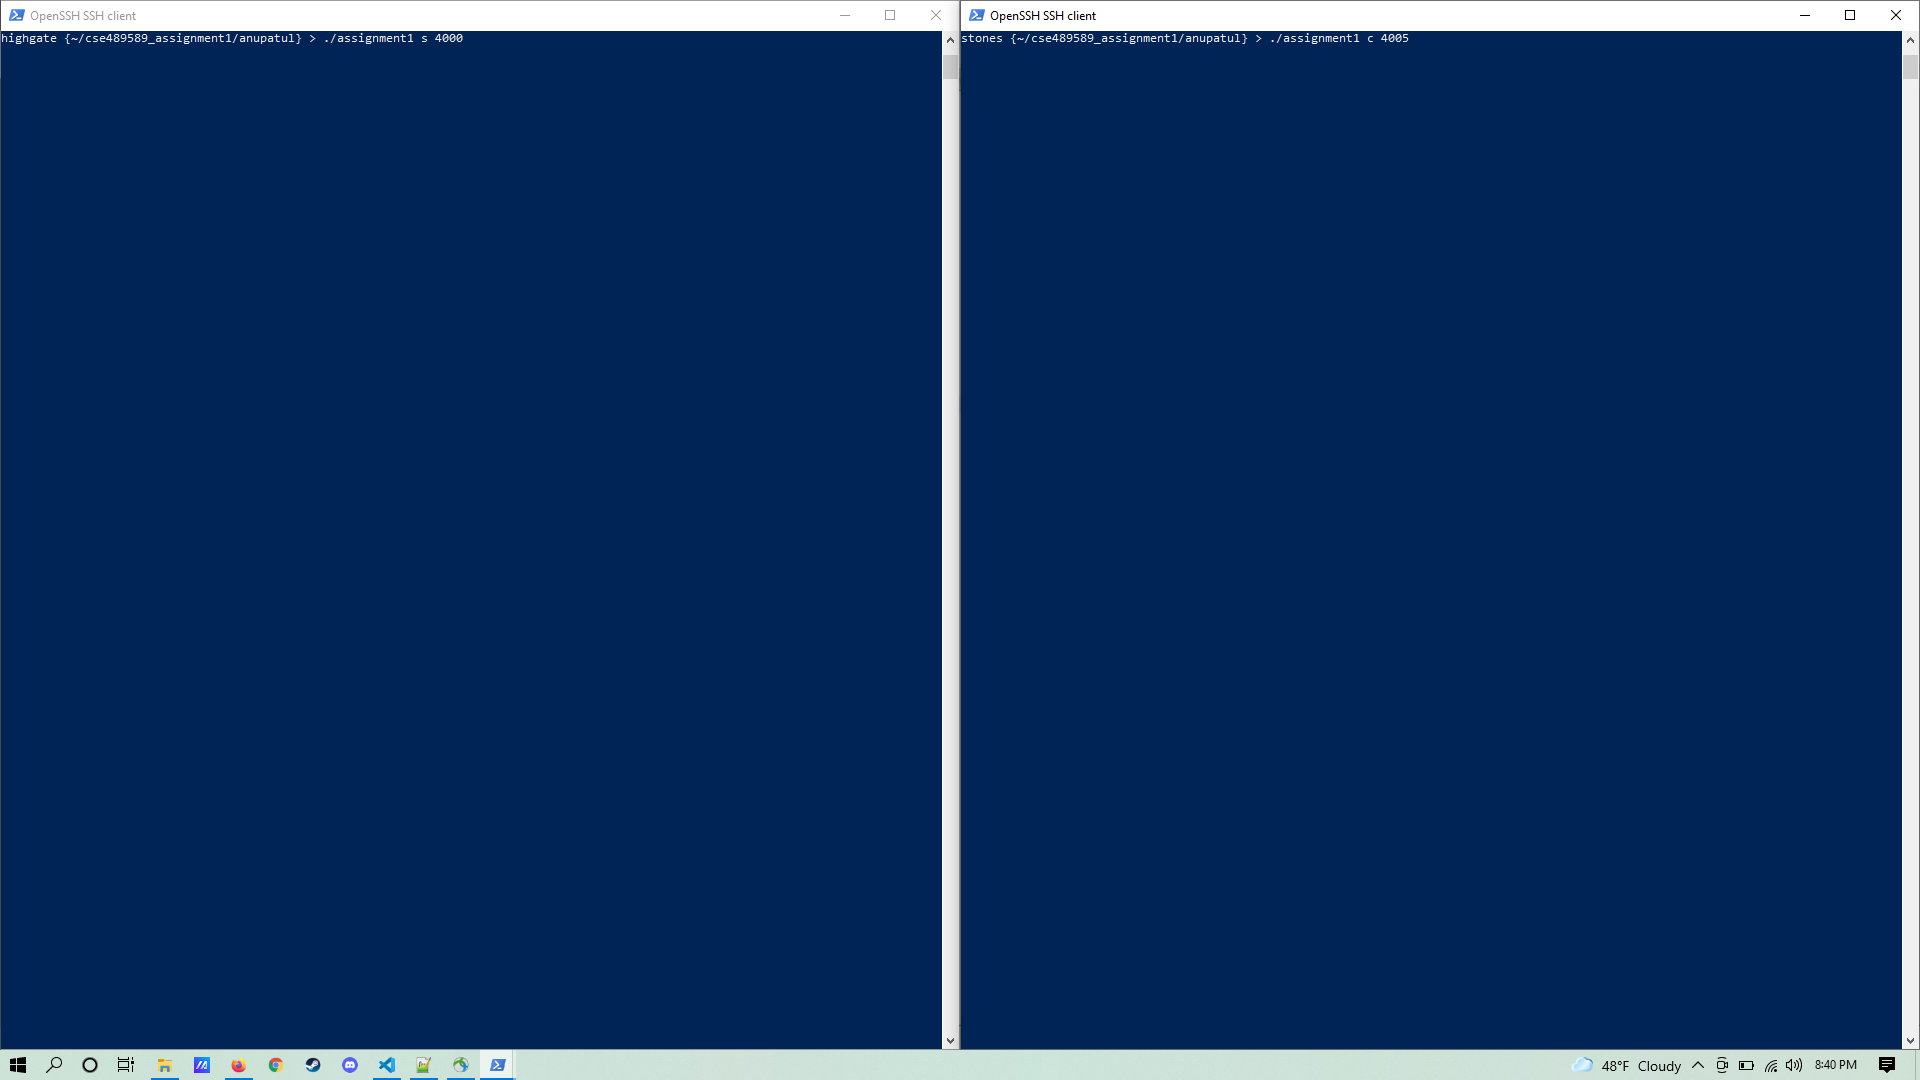 OpenSSH SSH client
highgate {~/cse489589_assignment1/anupatul} > ./assignment1 s 4000
OpenSSH SSH client
stones {~/cse489589_assignment1/anupatul} > ./assignment1 c 4005
48°F Cloudy
8:40 PM